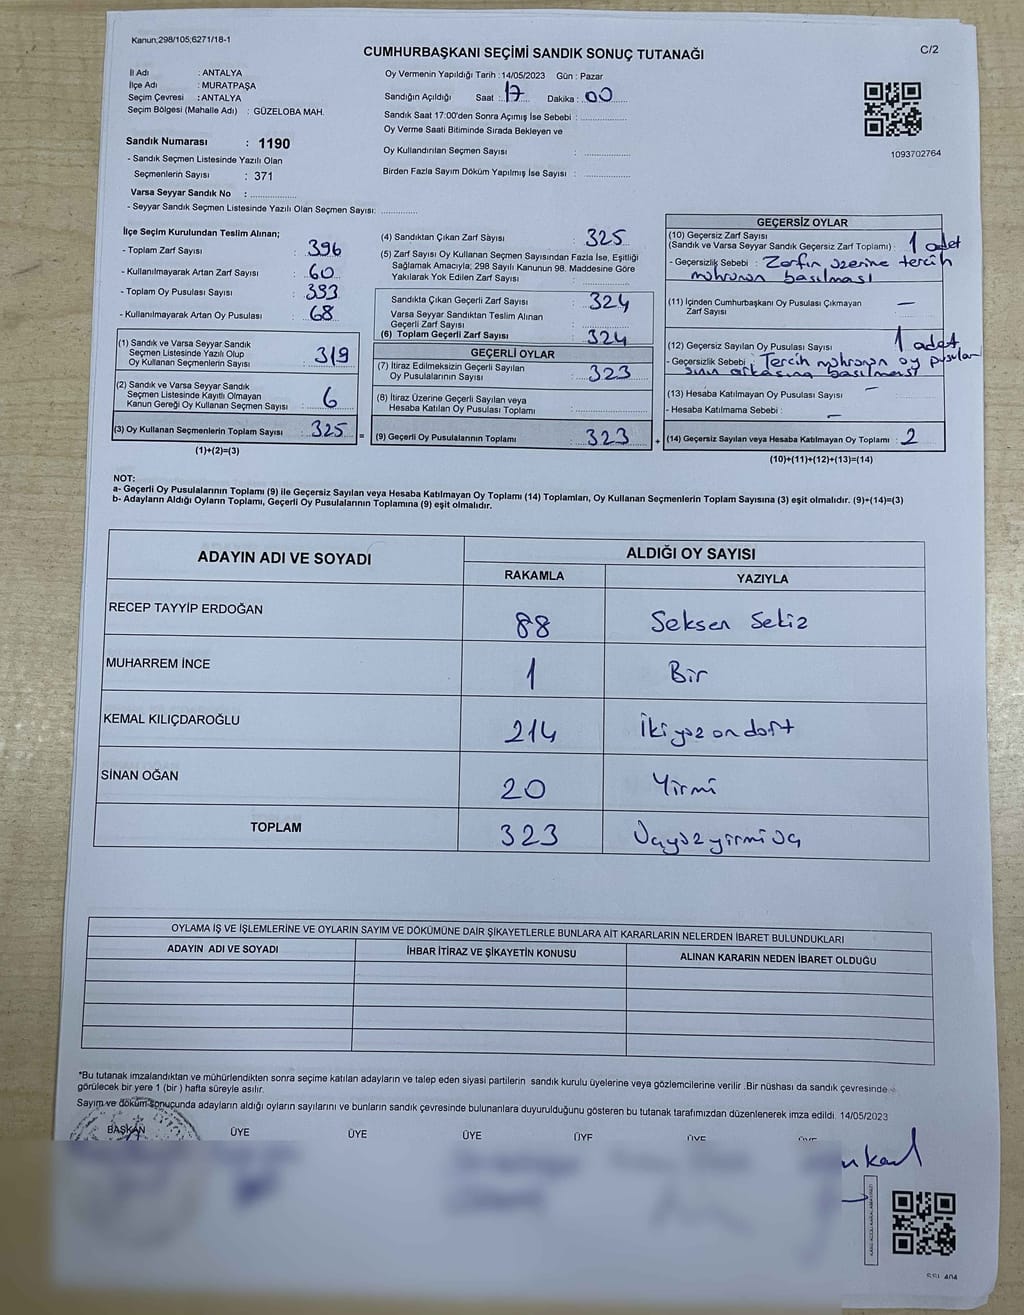 Kanun;298/105;6271/18-1
CUMHURBAŞKANI SEÇİMİ SANDIK SONUÇ TUTANAĞI
C/2
İl Adı : ANTALYA
İlçe Adı : MURATPAŞA
Seçim Çevresi : ANTALYA
Seçim Bölgesi (Mahalle Adı) : GÜZELOBA MAH.
Sandık Numarası : 1190
- Sandık Seçmen Listesinde Yazılı Olan
Seçmenlerin Sayısı : 371
Varsa Seyyar Sandık No : ................
- Seyyar Sandık Seçmen Listesinde Yazılı Olan Seçmen Sayısı: ............
Oy Vermenin Yapıldığı Tarih : 14/05/2023 Gün : Pazar
Sandığın Açıldığı Saat : 17 Dakika : 00
Sandık Saat 17:00'den Sonra Açımış İse Sebebi : ................
Oy Verme Saati Bitiminde Sırada Bekleyen ve
Oy Kullandırılan Seçmen Sayısı : ................
Birden Fazla Sayım Döküm Yapılmış İse Sayısı : ................
1093702764
İlçe Seçim Kurulundan Teslim Alınan;
- Toplam Zarf Sayısı : 396
- Kullanılmayarak Artan Zarf Sayısı : 60
- Toplam Oy Pusulası Sayısı : 393
- Kullanılmayarak Artan Oy Pusulası : 68
(1) Sandık ve Varsa Seyyar Sandık
Seçmen Listesinde Yazılı Olup
Oy Kullanan Seçmenlerin Sayısı : 319
(2) Sandık ve Varsa Seyyar Sandık
Seçmen Listesinde Kayıtlı Olmayan
Kanun Gereği Oy Kullanan Seçmen Sayısı : 6
(3) Oy Kullanan Seçmenlerin Toplam Sayısı : 325 =
(1)+(2)=(3)
(4) Sandıktan Çıkan Zarf Sayısı : 325
(5) Zarf Sayısı Oy Kullanan Seçmen Sayısından Fazla İse, Eşitliği
Sağlamak Amacıyla; 298 Sayılı Kanunun 98. Maddesine Göre
Yakılarak Yok Edilen Zarf Sayısı : ................
Sandıkta Çıkan Geçerli Zarf Sayısı : 324
Varsa Seyyar Sandıktan Teslim Alınan
Geçerli Zarf Sayısı : ................
(6) Toplam Geçerli Zarf Sayısı : 324
GEÇERLİ OYLAR
(7) İtiraz Edilmeksizin Geçerli Sayılan
Oy Pusulalarının Sayısı : 323
(8) İtiraz Üzerine Geçerli Sayılan veya
Hesaba Katılan Oy Pusulası Toplamı : ................
(9) Geçerli Oy Pusulalarının Toplamı : 323 +
GEÇERSİZ OYLAR
(10) Geçersiz Zarf Sayısı
(Sandık ve Varsa Seyyar Sandık Geçersiz Zarf Toplamı) : 1 adet
- Geçersizlik Sebebi : Zarfın üzerine tercih
mührünün basılması
(11) İçinden Cumhurbaşkanı Oy Pusulası Çıkmayan
Zarf Sayısı : —
(12) Geçersiz Sayılan Oy Pusulası Sayısı : 1 adet
- Geçersizlik Sebebi : Tercih mührünün oy pusula
sının arkasına basılması
(13) Hesaba Katılmayan Oy Pusulası Sayısı : —
- Hesaba Katılmama Sebebi : —
(14) Geçersiz Sayılan veya Hesaba Katılmayan Oy Toplamı : 2
(10)+(11)+(12)+(13)=(14)
NOT:
a- Geçerli Oy Pusulalarının Toplamı (9) ile Geçersiz Sayılan veya Hesaba Katılmayan Oy Toplamı (14) Toplamları, Oy Kullanan Seçmenlerin Toplam Sayısına (3) eşit olmalıdır. (9)+(14)=(3)
b- Adayların Aldığı Oyların Toplamı, Geçerli Oy Pusulalarının Toplamına (9) eşit olmalıdır.
ADAYIN ADI VE SOYADI
ALDIĞI OY SAYISI
RAKAMLA YAZIYLA
RECEP TAYYİP ERDOĞAN 88 Seksen Sekiz
MUHARREM İNCE 1 Bir
KEMAL KILIÇDAROĞLU 214 İkiyüz ondört
SİNAN OĞAN 20 Yirmi
TOPLAM 323 Üçyüzyirmiüç
OYLAMA İŞ VE İŞLEMLERİNE VE OYLARIN SAYIM VE DÖKÜMÜNE DAİR ŞİKAYETLERLE BUNLARA AİT KARARLARIN NELERDEN İBARET BULUNDUKLARI
ADAYIN ADI VE SOYADI İHBAR İTİRAZ VE ŞİKAYETİN KONUSU ALINAN KARARIN NEDEN İBARET OLDUĞU
*Bu tutanak imzalandıktan ve mühürlendikten sonra seçime katılan adayların ve talep eden siyasi partilerin sandık kurulu üyelerine veya gözlemcilerine verilir .Bir nüshası da sandık çevresinde
görülecek bir yere 1 (bir ) hafta süreyle asılır.
Sayım ve döküm sonuçunda adayların aldığı oyların sayılarını ve bunların sandık çevresinde bulunanlara duyurulduğunu gösteren bu tutanak tarafımızdan düzenlenerek imza edildi. 14/05/2023
BAŞKAN ÜYE ÜYE ÜYE ÜYE ÜYE ÜYE